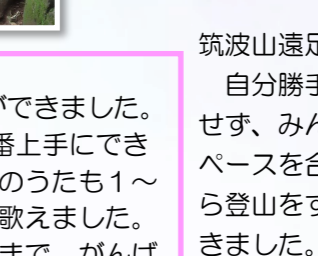 ができました。
番上手にでき
のうたも１～
歌えました。
まで、がんば
筑波山遠足
自分勝手
せず、みん
ペースを合
ら登山をす
きました。